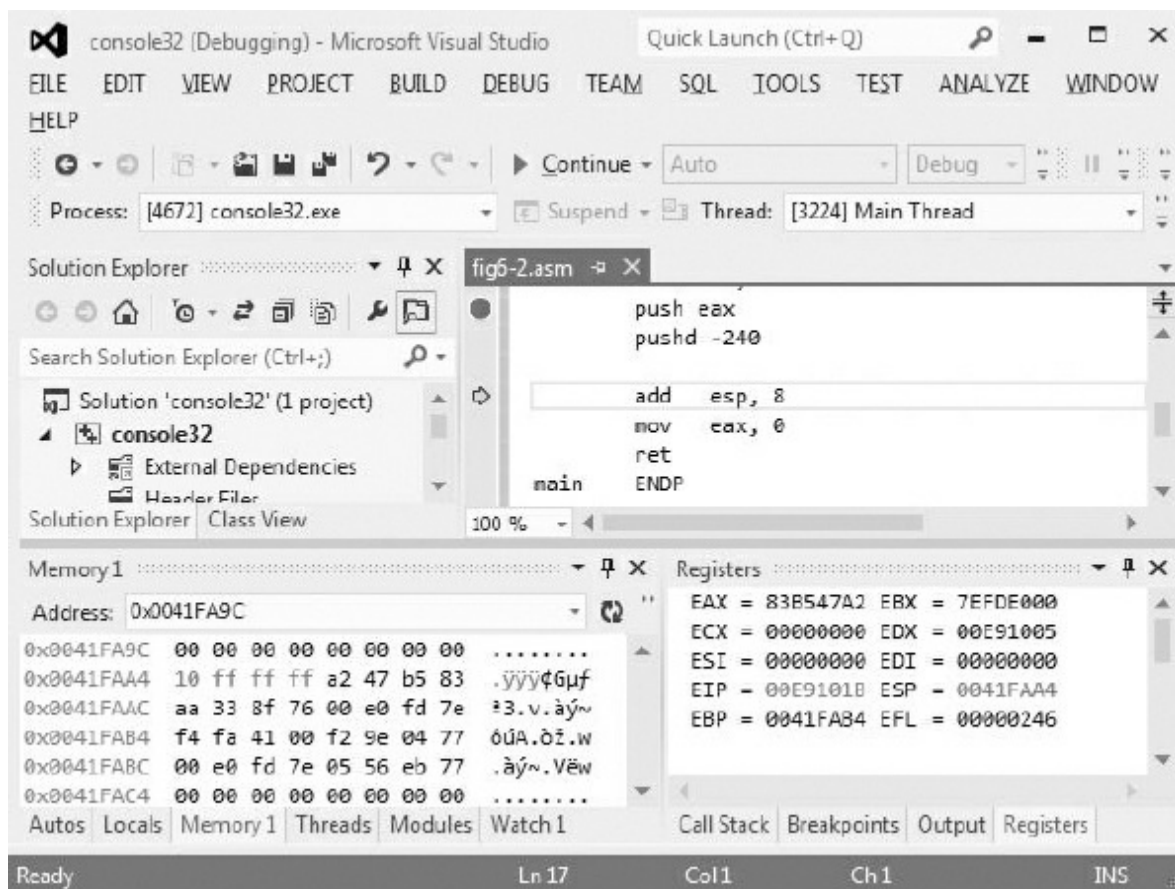 console32 (Debugging) - Microsoft Visual Studio Quick Launch (Ctrl+Q)
FILE EDIT VIEW PROJECT BUILD DEBUG TEAM SQL TOOLS TEST ANALYZE WINDOW
HELP
Continue Auto Debug
Process: [4672] console32.exe Suspend Thread: [3224] Main Thread
Solution Explorer
Search Solution Explorer (Ctrl+;)
Solution 'console32' (1 project)
console32
External Dependencies
Header Files
Solution Explorer Class View
fig6-2.asm
push eax
pushd -240
add esp, 8
mov eax, 0
ret
main ENDP
100 %
Memory 1
Address: 0x0041FA9C
0x0041FA9C 00 00 00 00 00 00 00 00 ........
0x0041FAA4 10 ff ff ff a2 47 b5 83 .ÿÿÿ¢Gµƒ
0x0041FAAC aa 33 8f 76 00 e0 fd 7e ª3.v.àý~
0x0041FAB4 f4 fa 41 00 f2 9e 04 77 ôúA.òž.w
0x0041FABC 00 e0 fd 7e 05 56 eb 77 .àý~.Vëw
0x0041FAC4 00 00 00 00 00 00 00 00 ........
Autos Locals Memory 1 Threads Modules Watch 1
Registers
EAX = 83B547A2 EBX = 7EFDE000
ECX = 00000000 EDX = 00E91005
ESI = 00000000 EDI = 00000000
EIP = 00E9101B ESP = 0041FAA4
EBP = 0041FAB4 EFL = 00000246
Call Stack Breakpoints Output Registers
Ready Ln 17 Col 1 Ch 1 INS